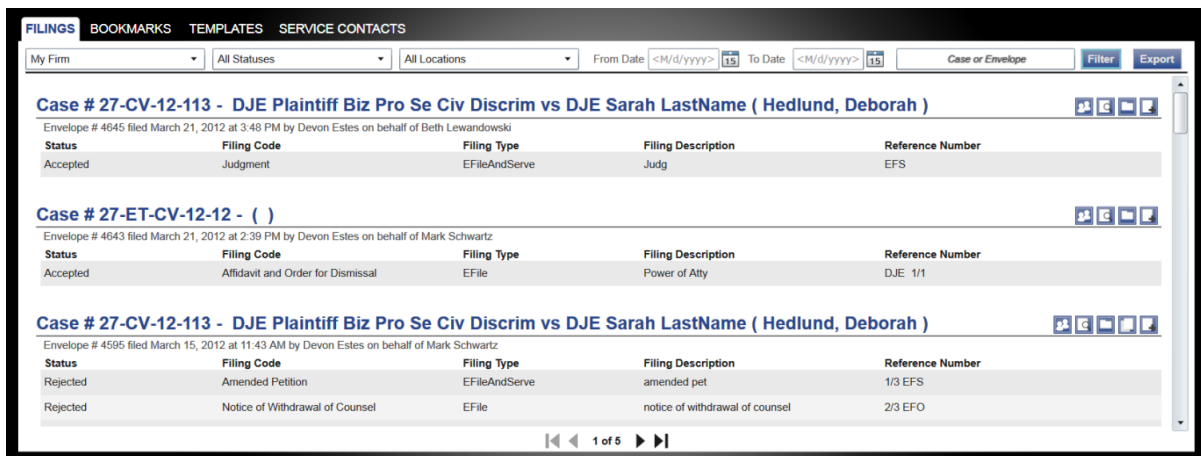 FILINGS BOOKMARKS TEMPLATES SERVICE CONTACTS
My Firm All Statuses All Locations From Date <M/d/yyyy> 15 To Date <M/d/yyyy> 15 Case or Envelope Filter Export
Case # 27-CV-12-113 - DJE Plaintiff Biz Pro Se Civ Discrim vs DJE Sarah LastName ( Hedlund, Deborah )
Envelope # 4645 filed March 21, 2012 at 3:48 PM by Devon Estes on behalf of Beth Lewandowski
Status Filing Code Filing Type Filing Description Reference Number
Accepted Judgment EFileAndServe Judg EFS
Case # 27-ET-CV-12-12 - ( )
Envelope # 4643 filed March 21, 2012 at 2:39 PM by Devon Estes on behalf of Mark Schwartz
Status Filing Code Filing Type Filing Description Reference Number
Accepted Affidavit and Order for Dismissal EFile Power of Atty DJE 1/1
Case # 27-CV-12-113 - DJE Plaintiff Biz Pro Se Civ Discrim vs DJE Sarah LastName ( Hedlund, Deborah )
Envelope # 4595 filed March 15, 2012 at 11:43 AM by Devon Estes on behalf of Mark Schwartz
Status Filing Code Filing Type Filing Description Reference Number
Rejected Amended Petition EFileAndServe amended pet 1/3 EFS
Rejected Notice of Withdrawal of Counsel EFile notice of withdrawal of counsel 2/3 EFO
1 of 5